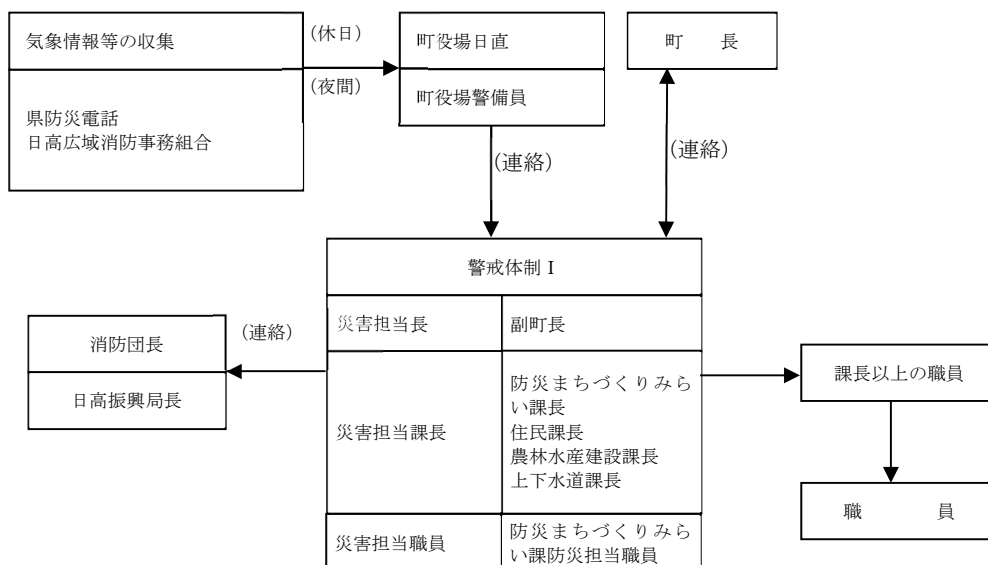 気象情報等の収集
県防災電話
日高広域消防事務組合
(休日)
(夜間)
町役場日直
町役場警備員
町　長
(連絡)
(連絡)
警戒体制Ⅰ
災害担当長
副町長
災害担当課長
防災まちづくりみら
い課長
住民課長
農林水産建設課長
上下水道課長
災害担当職員
防災まちづくりみら
い課防災担当職員
(連絡)
消防団長
日高振興局長
課長以上の職員
職　員